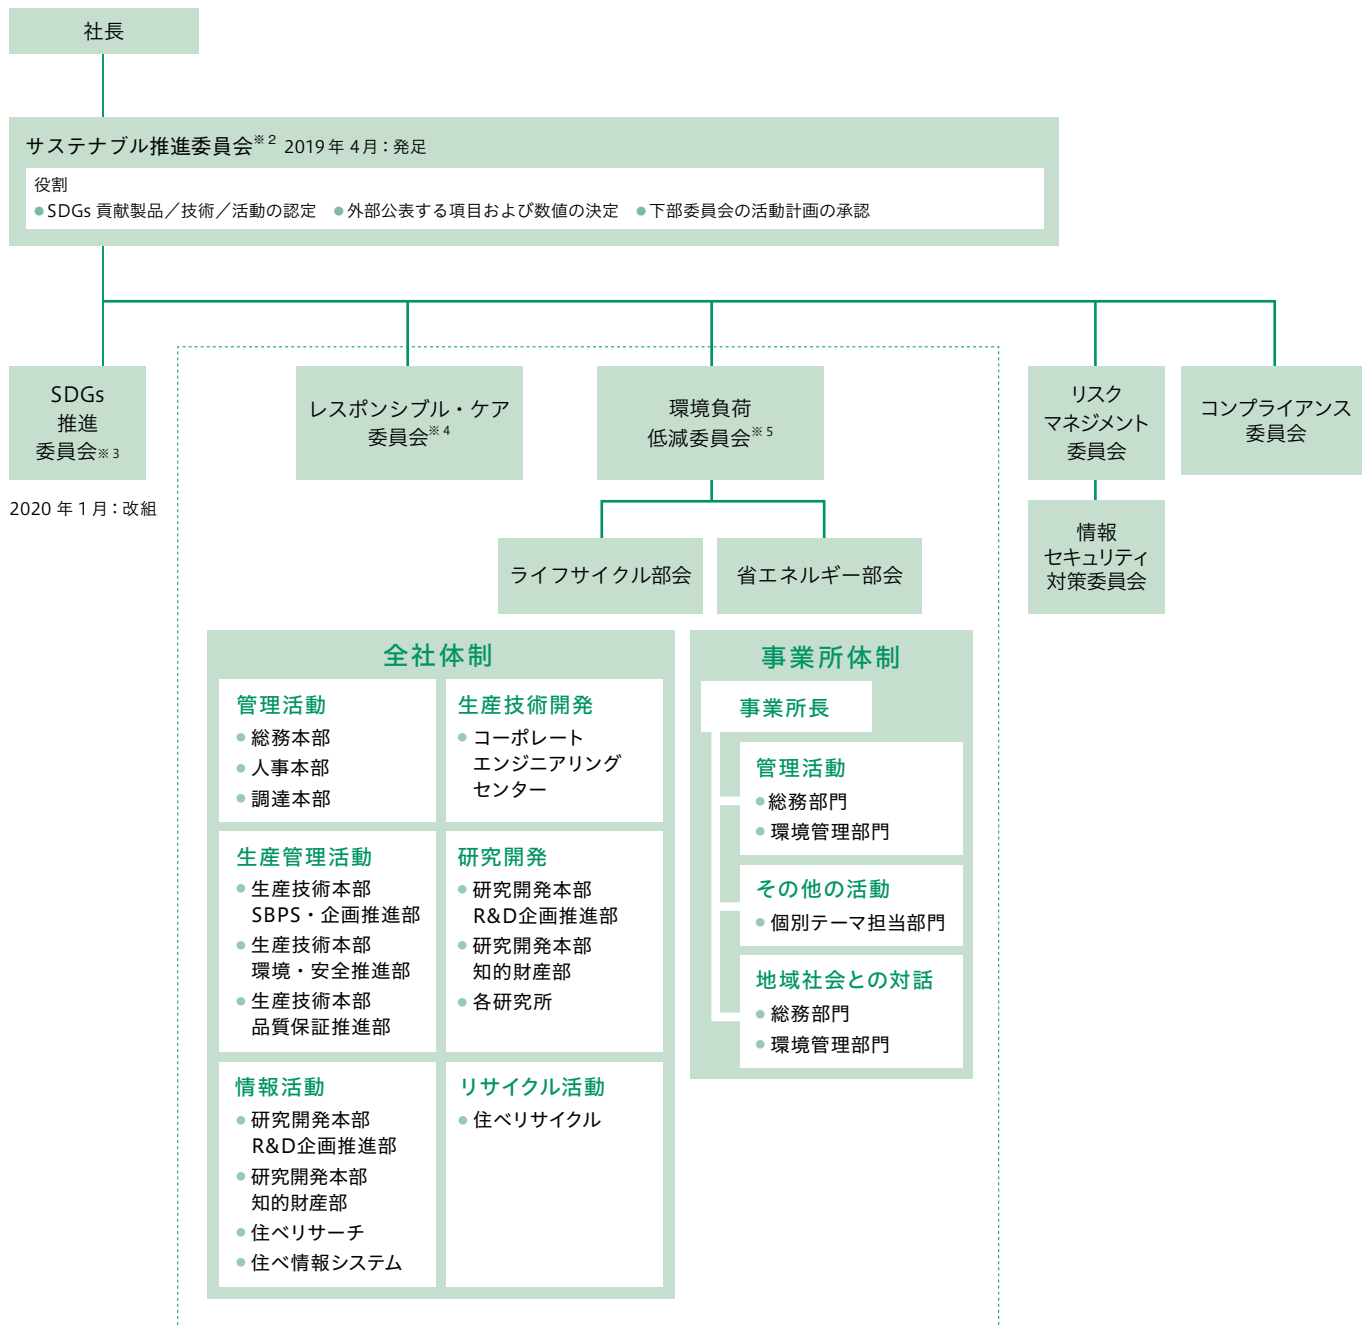 社長
サステナブル推進委員会※2 2019年4月：発足
役割
●SDGs 貢献製品／技術／活動の認定 ●外部公表する項目および数値の決定 ●下部委員会の活動計画の承認
SDGs
推進
委員会※3
2020年1月：改組
レスポンシブル・ケア
委員会※4
環境負荷
低減委員会※5
リスク
マネジメント
委員会
コンプライアンス
委員会
情報
セキュリティ
対策委員会
ライフサイクル部会
省エネルギー部会
全社体制
管理活動
●総務本部
●人事本部
●調達本部
生産技術開発
●コーポレート
エンジニアリング
センター
生産管理活動
●生産技術本部
SBPS・企画推進部
●生産技術本部
環境・安全推進部
●生産技術本部
品質保証推進部
研究開発
●研究開発本部
R&D企画推進部
●研究開発本部
知的財産部
●各研究所
情報活動
●研究開発本部
R&D企画推進部
●研究開発本部
知的財産部
●住ベリサーチ
●住べ情報システム
リサイクル活動
●住べリサイクル
事業所体制
事業所長
管理活動
●総務部門
●環境管理部門
その他の活動
●個別テーマ担当部門
地域社会との対話
●総務部門
●環境管理部門